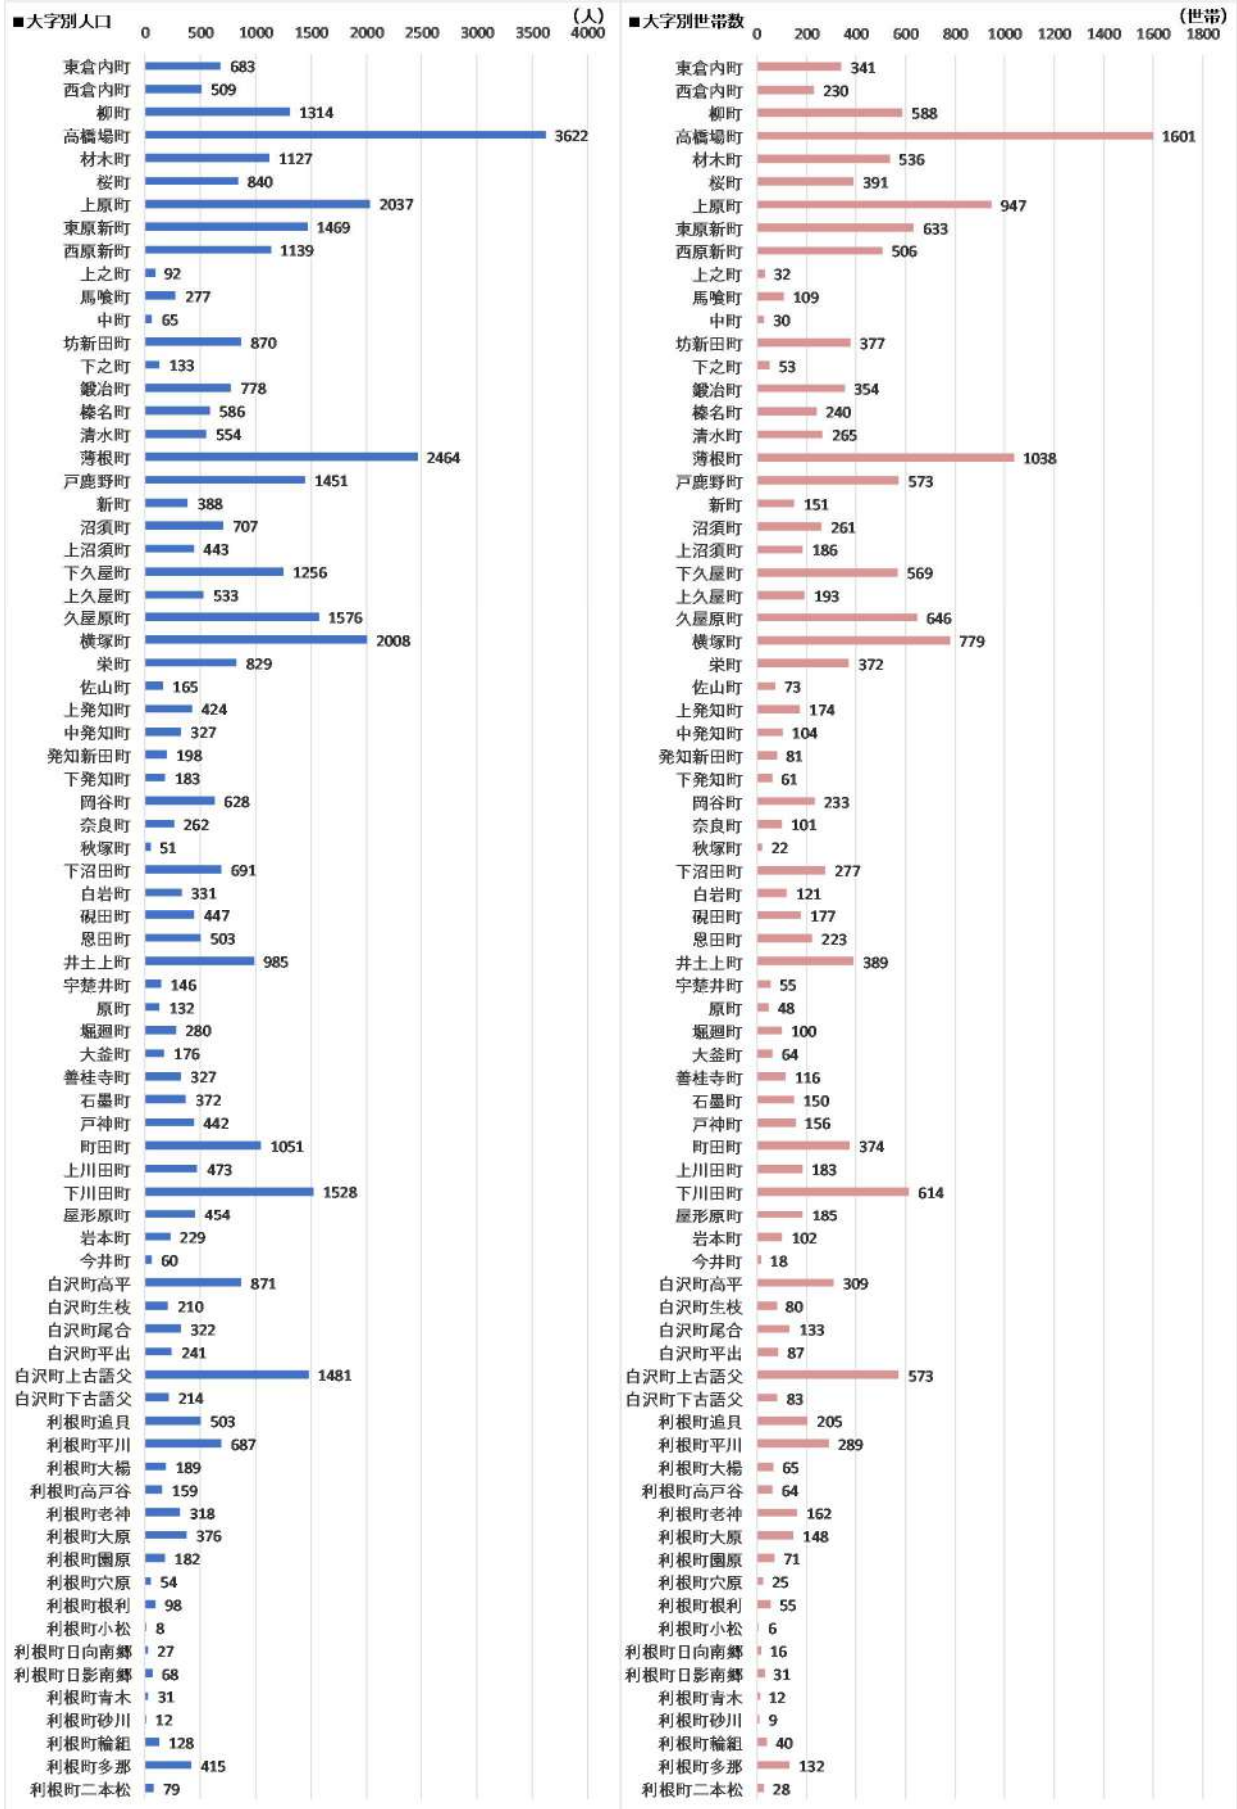 ■大字別人口
（人）
0 500 1000 1500 2000 2500 3000 3500 4000
東倉内町 683
西倉内町 509
柳町 1314
高橋場町 3622
材木町 1127
桜町 840
上原町 2037
東原新町 1469
西原新町 1139
上之町 92
馬喰町 277
中町 65
坊新田町 870
下之町 133
鍛冶町 778
榛名町 586
清水町 554
薄根町 2464
戸鹿野町 1451
新町 388
沼須町 707
上沼須町 443
下久屋町 1256
上久屋町 533
久屋原町 1576
横塚町 2008
栄町 829
佐山町 165
上発知町 424
中発知町 327
発知新田町 198
下発知町 183
岡谷町 628
奈良町 262
秋塚町 51
下沼田町 691
白岩町 331
硯田町 447
恩田町 503
井土上町 985
宇楚井町 146
原町 132
堀廻町 280
大釜町 176
善桂寺町 327
石墨町 372
戸神町 442
町田町 1051
上川田町 473
下川田町 1528
屋形原町 454
岩本町 229
今井町 60
白沢町高平 871
白沢町生枝 210
白沢町尾合 322
白沢町平出 241
白沢町上古語父 1481
白沢町下古語父 214
利根町追貝 503
利根町平川 687
利根町大楊 189
利根町高戸谷 159
利根町老神 318
利根町大原 376
利根町園原 182
利根町穴原 54
利根町根利 98
利根町小松 8
利根町日向南郷 27
利根町日影南郷 68
利根町青木 31
利根町砂川 12
利根町輪組 128
利根町多那 415
利根町二本松 79
■大字別世帯数
（世帯）
0 200 400 600 800 1000 1200 1400 1600 1800
東倉内町 341
西倉内町 230
柳町 588
高橋場町 1601
材木町 536
桜町 391
上原町 947
東原新町 633
西原新町 506
上之町 32
馬喰町 109
中町 30
坊新田町 377
下之町 53
鍛冶町 354
榛名町 240
清水町 265
薄根町 1038
戸鹿野町 573
新町 151
沼須町 261
上沼須町 186
下久屋町 569
上久屋町 193
久屋原町 646
横塚町 779
栄町 372
佐山町 73
上発知町 174
中発知町 104
発知新田町 81
下発知町 61
岡谷町 233
奈良町 101
秋塚町 22
下沼田町 277
白岩町 121
硯田町 177
恩田町 223
井土上町 389
宇楚井町 55
原町 48
堀廻町 100
大釜町 64
善桂寺町 116
石墨町 150
戸神町 156
町田町 374
上川田町 183
下川田町 614
屋形原町 185
岩本町 102
今井町 18
白沢町高平 309
白沢町生枝 80
白沢町尾合 133
白沢町平出 87
白沢町上古語父 573
白沢町下古語父 83
利根町追貝 205
利根町平川 289
利根町大楊 65
利根町高戸谷 64
利根町老神 162
利根町大原 148
利根町園原 71
利根町穴原 25
利根町根利 55
利根町小松 6
利根町日向南郷 16
利根町日影南郷 31
利根町青木 12
利根町砂川 9
利根町輪組 40
利根町多那 132
利根町二本松 28